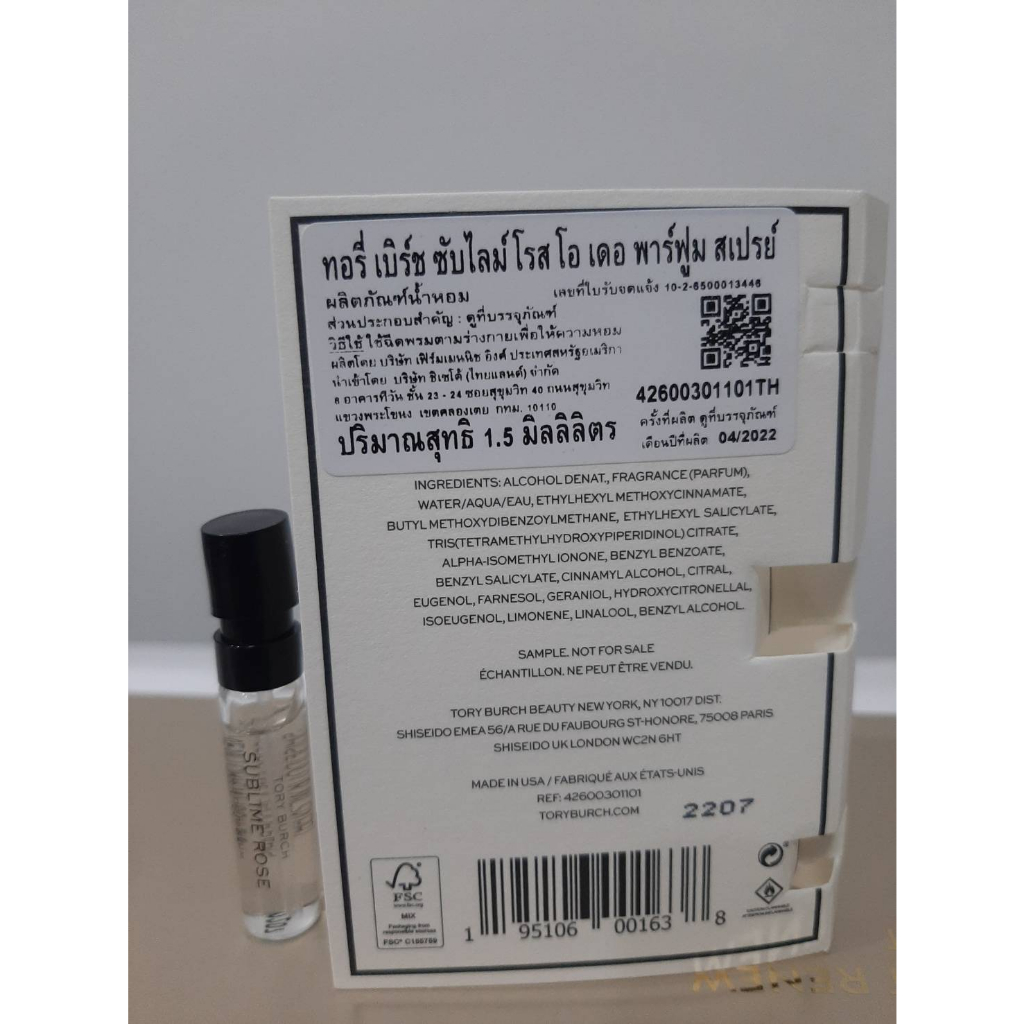 ทอรี่ เบิร์ช ซับไลม์ โรส โอ เดอ พาร์ฟูม สเปรย์
ผลิตภัณฑ์น้ำหอม
เลขที่ใบรับจดแจ้ง 10-2-6500013446
ส่วนประกอบสำคัญ : ดูที่บรรจุภัณฑ์
วิธีใช้ ใช้ฉีดพรมตามร่างกายเพื่อให้ความหอม
ผลิตโดย บริษัท เฟิร์มเมนนิช อิงค์ ประเทศสหรัฐอเมริกา
นำเข้าโดย บริษัท ชิเซโด้ (ไทยแลนด์) จำกัด
8 อาคารทีวัน ชั้น 23 - 24 ซอยสุขุมวิท 40 ถนนสุขุมวิท
แขวงพระโขนง เขตคลองเตย กทม. 10110
ปริมาณสุทธิ 1.5 มิลลิลิตร
42600301101TH
ครั้งที่ผลิต ดูที่บรรจุภัณฑ์
เดือนปีที่ผลิต 04/2022
INGREDIENTS: ALCOHOL DENAT., FRAGRANCE (PARFUM),
WATER/AQUA/EAU, ETHYLHEXYL METHOXYCINNAMATE,
BUTYL METHOXYDIBENZOYLMETHANE, ETHYLHEXYL SALICYLATE,
TRIS(TETRAMETHYLHYDROXYPIPERIDINOL) CITRATE,
ALPHA-ISOMETHYL IONONE, BENZYL BENZOATE,
BENZYL SALICYLATE, CINNAMYL ALCOHOL, CITRAL,
EUGENOL, FARNESOL, GERANIOL, HYDROXYCITRONELLAL,
ISOEUGENOL, LIMONENE, LINALOOL, BENZYL ALCOHOL.
SAMPLE. NOT FOR SALE
ÉCHANTILLON. NE PEUT ÊTRE VENDU.
TORY BURCH BEAUTY NEW YORK, NY 10017 DIST.
SHISEIDO EMEA 56/A RUE DU FAUBOURG ST-HONORE, 75008 PARIS
SHISEIDO UK LONDON WC2N 6HT
MADE IN USA / FABRIQUÉ AUX ÉTATS-UNIS
REF: 42600301101
TORYBURCH.COM
2207
FSC
www.fsc.org
MIX
Packaging from
responsible sources
1 95106 00163 8
TORY BURCH
SUBLIME ROSE
RENEW